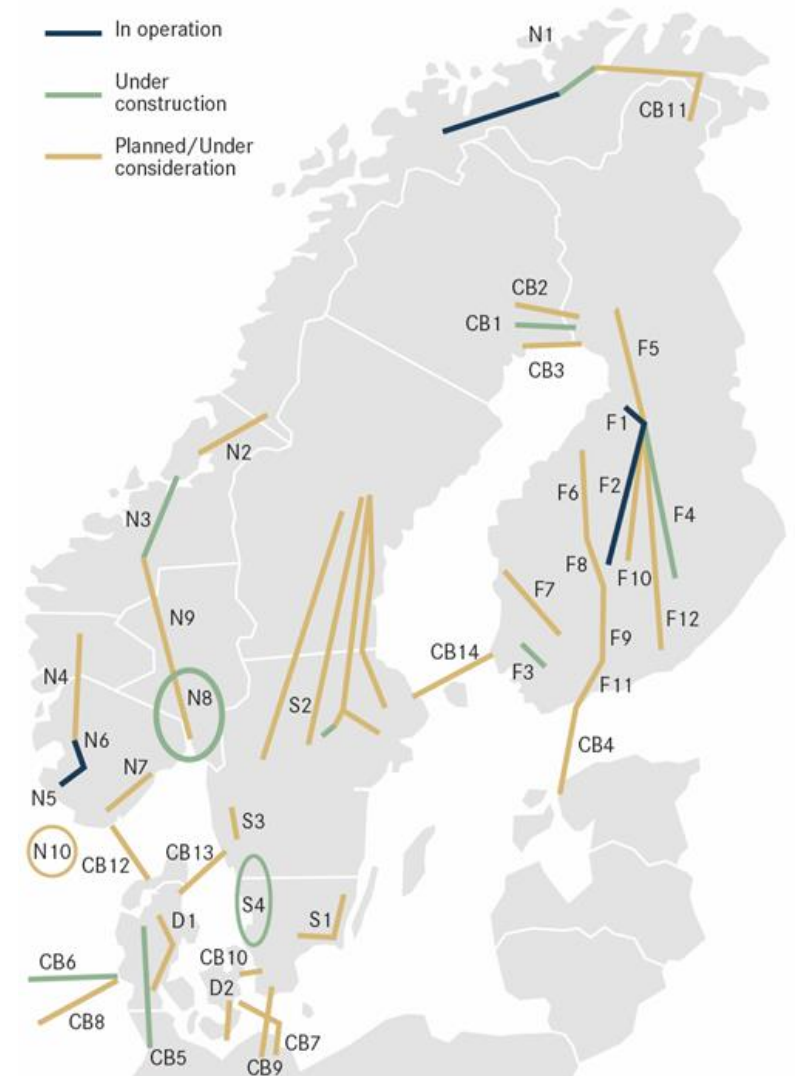 In operation
Under
construction
Planned/Under
consideration
N1
CB11
CB2
CB1
CB3
F5
F1
N2
F6
F2
F4
N3
F8
F10
F7
N9
F12
F9
CB14
F3
N4
N8
F11
S2
N6
CB4
N7
N5
S3
N10
CB12
CB13
S4
D1
S1
CB10
CB6
D2
CB8
CB7
CB5
CB9